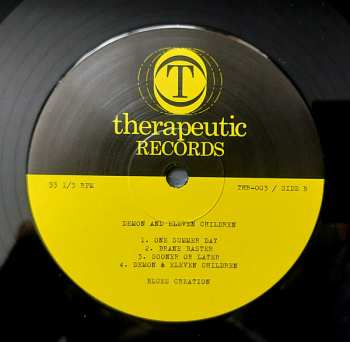 T
therapeutic
RECORDS
33 1/3 RPM
THR-003 / SIDE B
DEMON AND ELEVEN CHILDREN
1. ONE SUMMER DAY
2. BRANE BASTER
3. SOONER OR LATER
4. DEMON & ELEVEN CHILDREN
BLUES CREATION